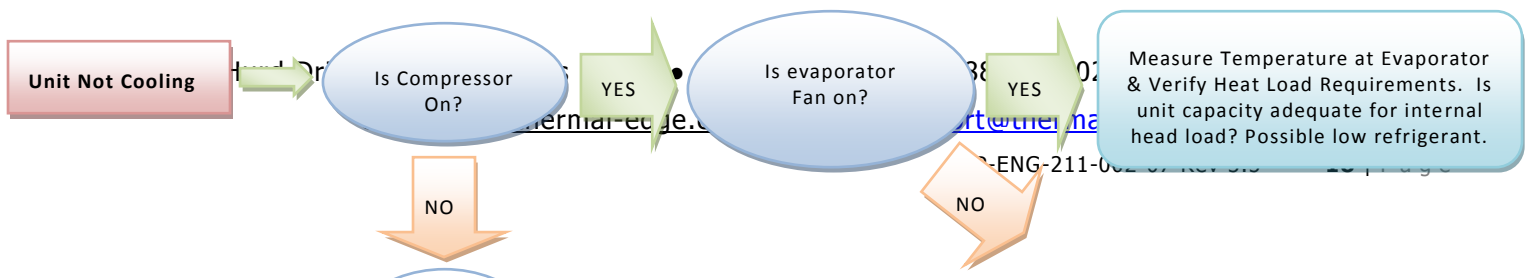 Unit Not Cooling
Is Compressor
On?
YES
Is evaporator
Fan on?
YES
Measure Temperature at Evaporator
& Verify Heat Load Requirements. Is
unit capacity adequate for internal
head load? Possible low refrigerant.
NO
NO